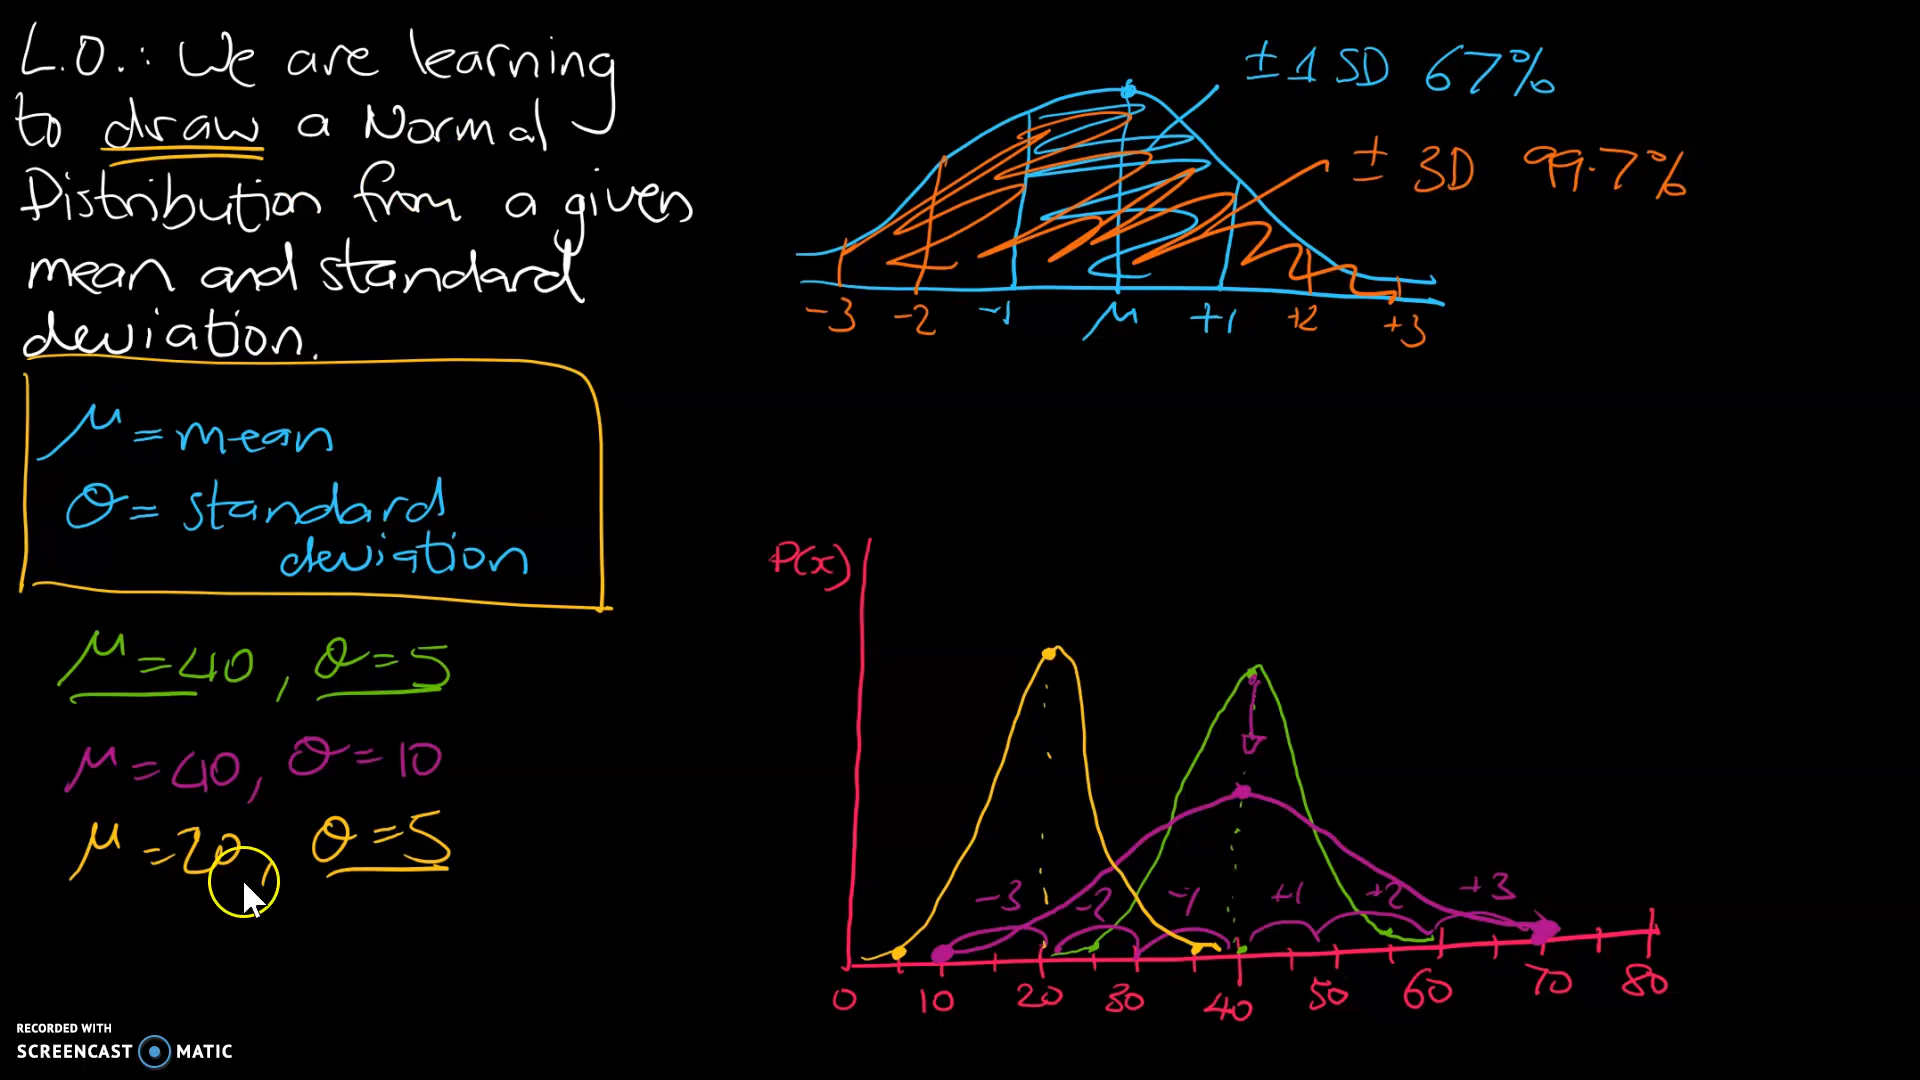 L.O.: We are learning
to draw a Normal
Distribution from a given
mean and standard
deviation.
μ = mean
σ = standard
deviation
μ = 40, σ = 5
μ = 40, σ = 10
μ = 20, σ = 5
±1 SD 67%
± 3D 99.7%
-3 -2 -1 μ +1 +2 +3
P(x)
-3 -2 -1 +1 +2 +3
0 10 20 30 40 50 60 70 80
RECORDED WITH
SCREENCAST MATIC